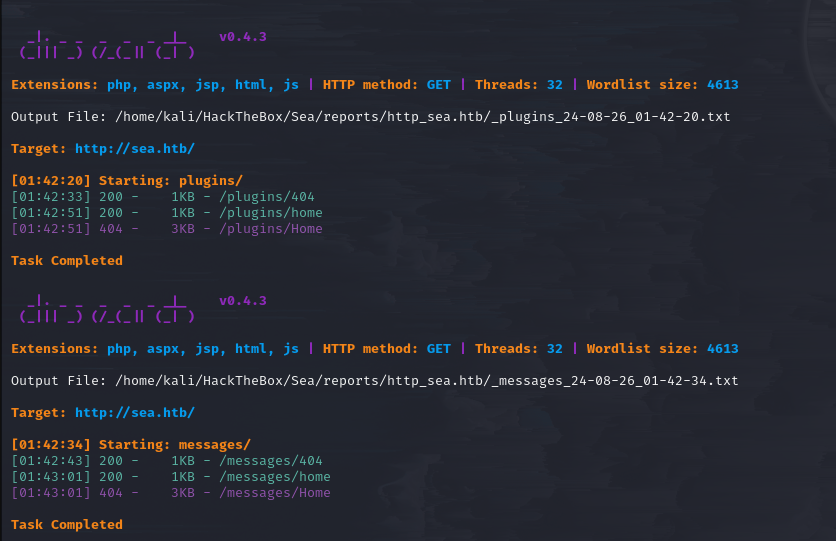 _|. _ _  _  _  _ _|_    v0.4.3
(_||| _) (/_(_|| (_| )
Extensions: php, aspx, jsp, html, js | HTTP method: GET | Threads: 32 | Wordlist size: 4613
Output File: /home/kali/HackTheBox/Sea/reports/http_sea.htb/_plugins_24-08-26_01-42-20.txt
Target: http://sea.htb/
[01:42:20] Starting: plugins/
[01:42:33] 200 -    1KB - /plugins/404
[01:42:51] 200 -    1KB - /plugins/home
[01:42:51] 404 -    3KB - /plugins/Home
Task Completed
_|. _ _  _  _  _ _|_    v0.4.3
(_||| _) (/_(_|| (_| )
Extensions: php, aspx, jsp, html, js | HTTP method: GET | Threads: 32 | Wordlist size: 4613
Output File: /home/kali/HackTheBox/Sea/reports/http_sea.htb/_messages_24-08-26_01-42-34.txt
Target: http://sea.htb/
[01:42:34] Starting: messages/
[01:42:43] 200 -    1KB - /messages/404
[01:43:01] 200 -    1KB - /messages/home
[01:43:01] 404 -    3KB - /messages/Home
Task Completed